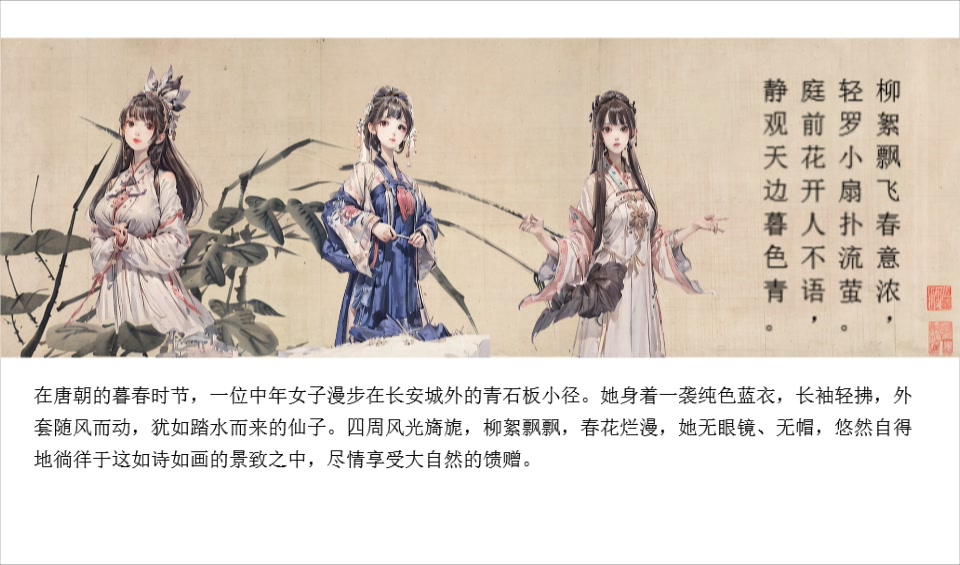 柳絮飘飞春意浓，
轻罗小扇扑流萤。
庭前花开人不语，
静观天边暮色青。
在唐朝的暮春时节，一位中年女子漫步在长安城外的青石板小径。她身着一袭纯色蓝衣，长袖轻拂，外
套随风而动，犹如踏水而来的仙子。四周风光旖旎，柳絮飘飘，春花烂漫，她无眼镜、无帽，悠然自得
地徜徉于这如诗如画的景致之中，尽情享受大自然的馈赠。